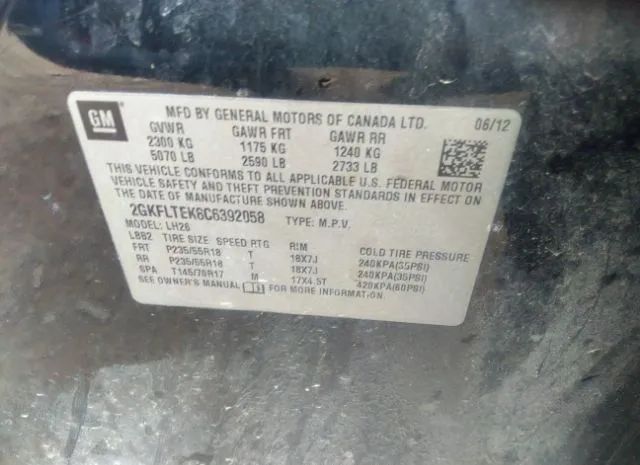 GM MFD BY GENERAL MOTORS OF CANADA LTD. 06/12
GVWR GAWR FRT GAWR RR
2300 KG 1175 KG 1240 KG
5070 LB 2590 LB 2733 LB
THIS VEHICLE CONFORMS TO ALL APPLICABLE U.S. FEDERAL MOTOR
VEHICLE SAFETY AND THEFT PREVENTION STANDARDS IN EFFECT
ON THE DATE OF MANUFACTURE SHOWN ABOVE.
2GKFLTEK6C6392058 TYPE: M.P.V.
MODEL: LH26
LBB2 TIRE SIZE SPEED RTG RIM COLD TIRE PRESSURE
FRT P235/55R18 T 18X7J 240KPA(35PSI)
RR P235/55R18 T 18X7J 240KPA(35PSI)
SPA T145/70R17 M 17X4.5T 420KPA(60PSI)
SEE OWNER'S MANUAL FOR MORE INFORMATION.